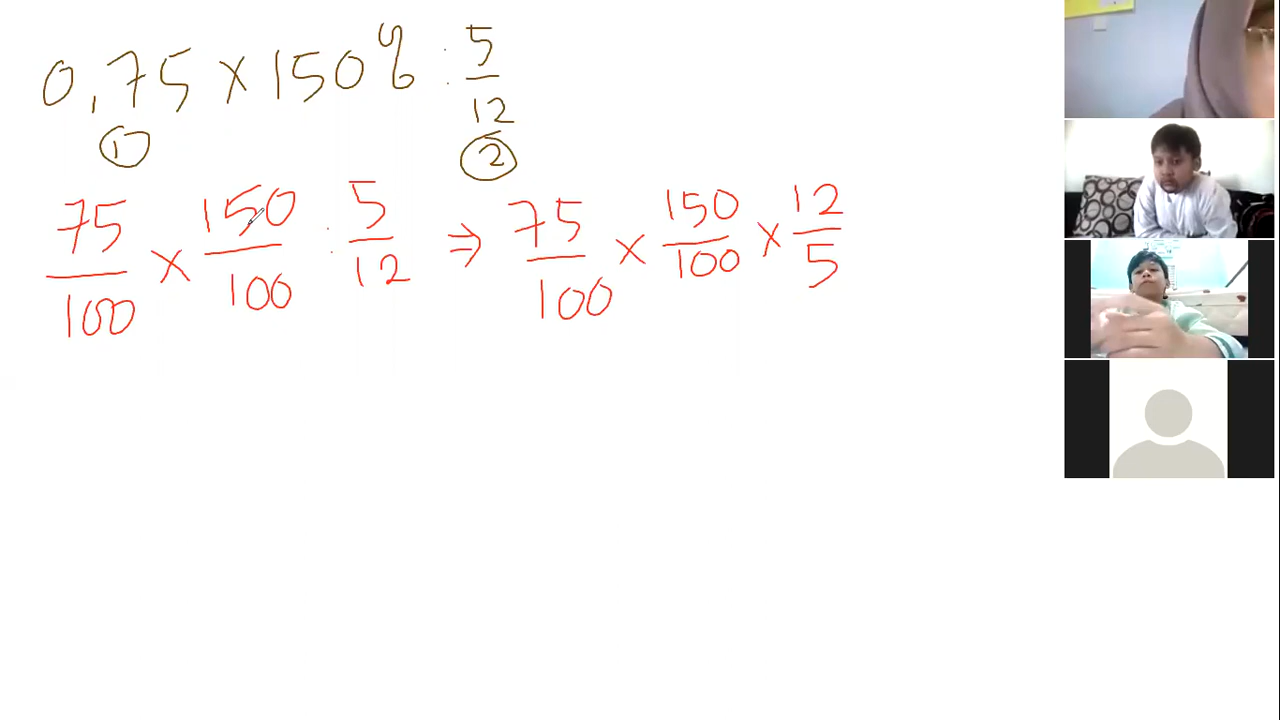 0,75 x 150% : 5/12
① ②
75/100 x 150/100 : 5/12 ⇒ 75/100 x 150/100 x 12/5